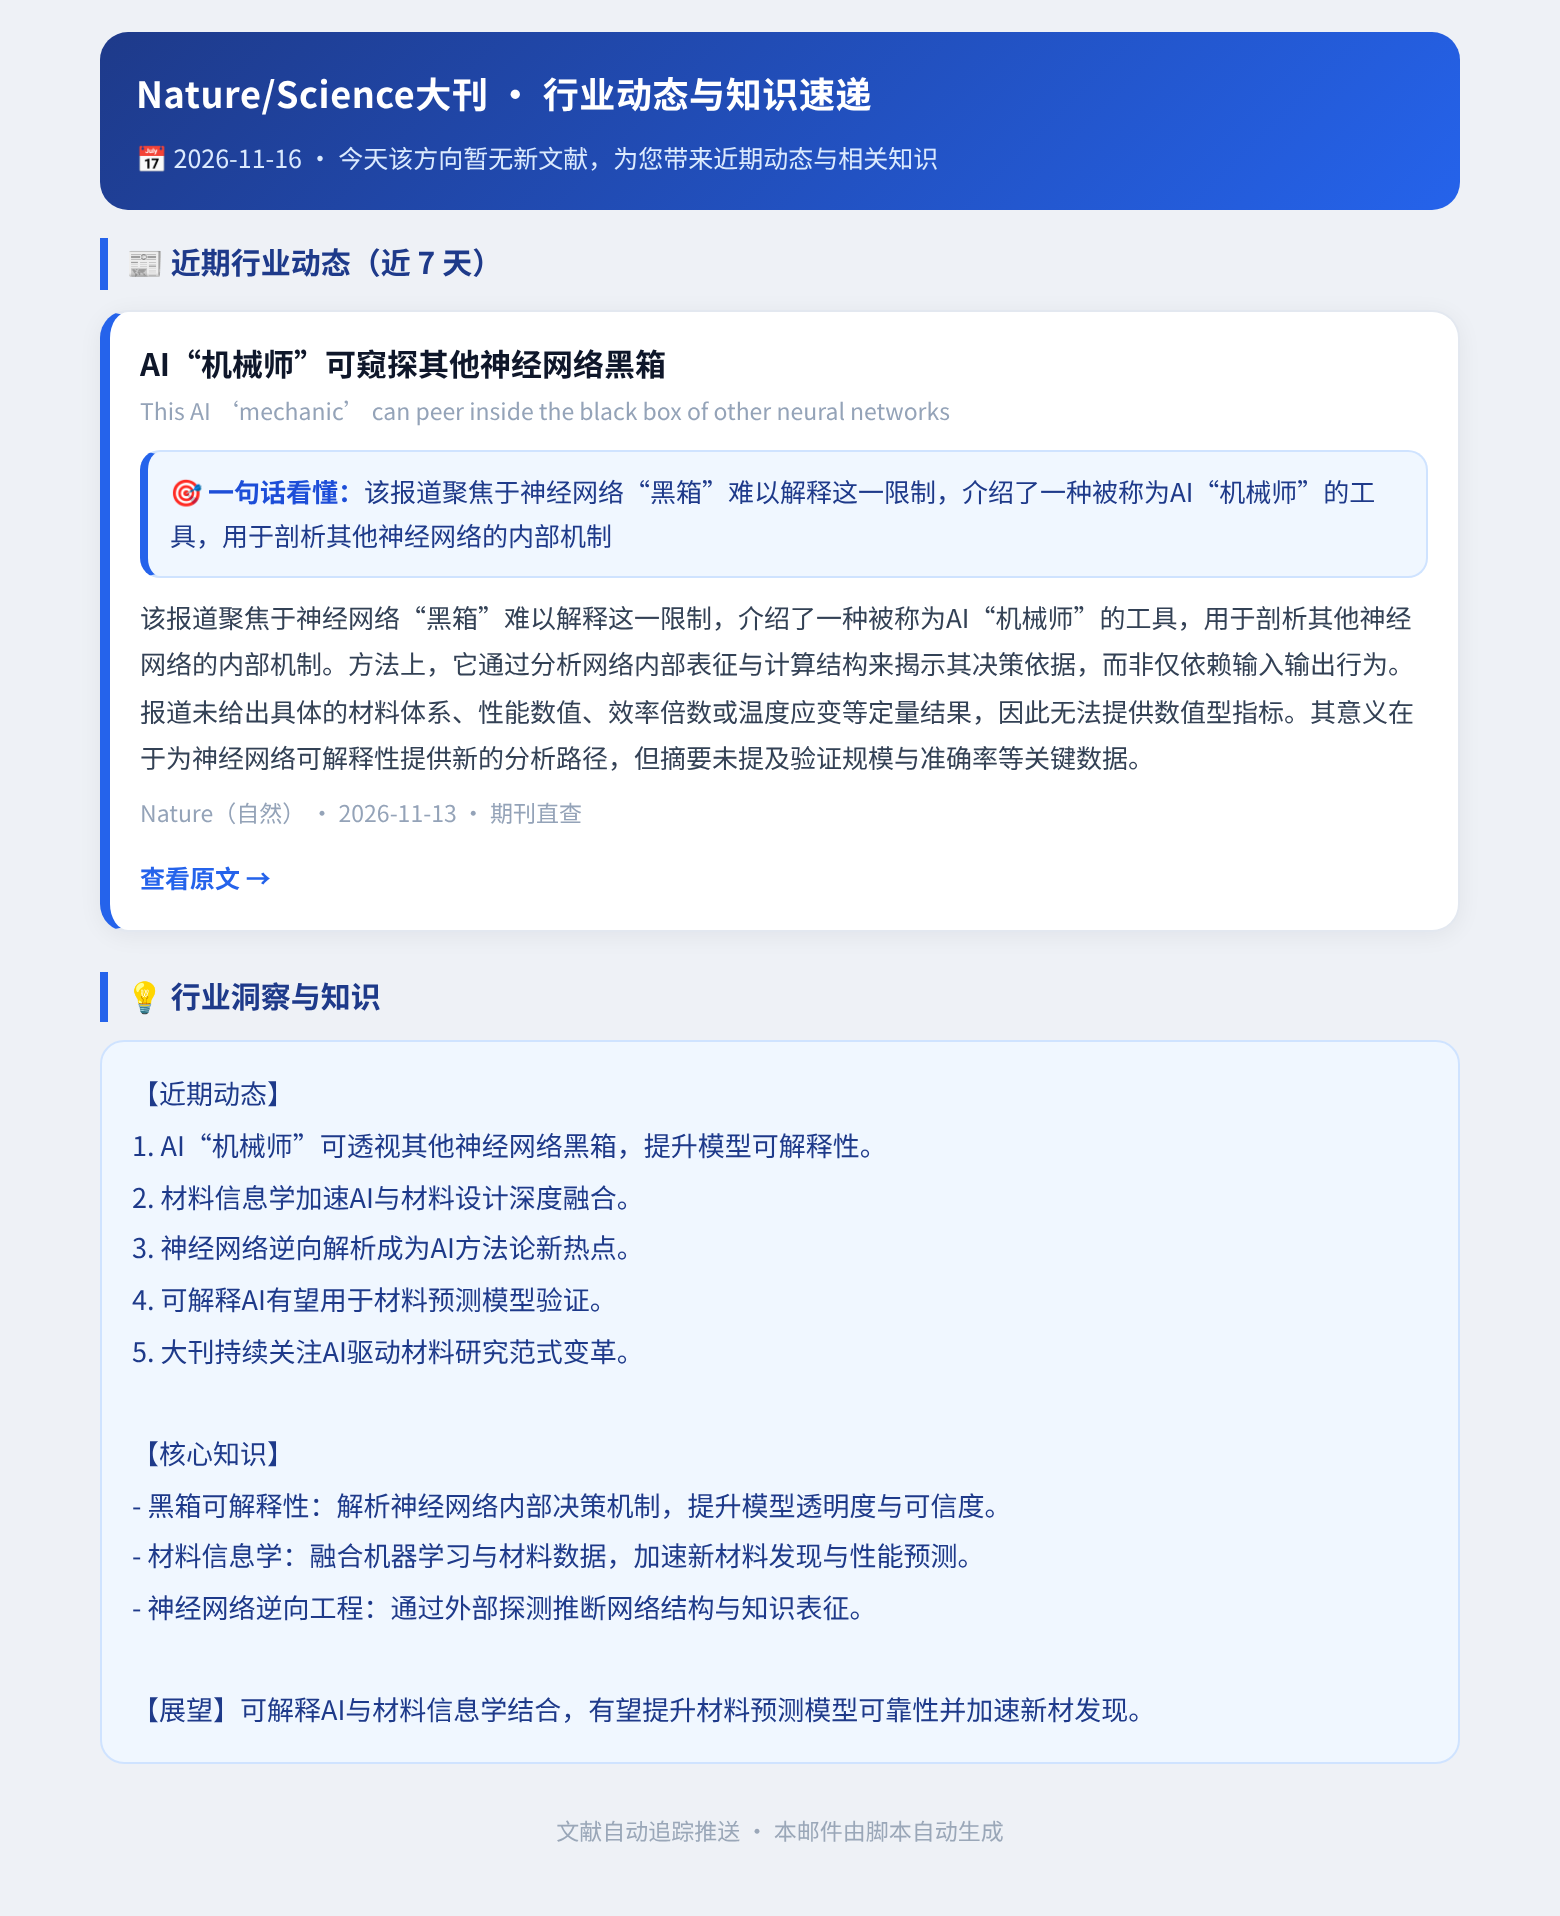 Nature/Science大刊 · 行业动态与知识速递
📅 2026-11-16 · 今天该方向暂无新文献，为您带来近期动态与相关知识
📰 近期行业动态（近 7 天）
AI“机械师”可窥探其他神经网络黑箱
This AI ‘mechanic’ can peer inside the black box of other neural networks
🎯 一句话看懂：该报道聚焦于神经网络“黑箱”难以解释这一限制，介绍了一种被称为AI“机械师”的工
具，用于剖析其他神经网络的内部机制
该报道聚焦于神经网络“黑箱”难以解释这一限制，介绍了一种被称为AI“机械师”的工具，用于剖析其他神经
网络的内部机制。方法上，它通过分析网络内部表征与计算结构来揭示其决策依据，而非仅依赖输入输出行为。
报道未给出具体的材料体系、性能数值、效率倍数或温度应变等定量结果，因此无法提供数值型指标。其意义在
于为神经网络可解释性提供新的分析路径，但摘要未提及验证规模与准确率等关键数据。
Nature（自然） · 2026-11-13 · 期刊直查
查看原文 →
💡 行业洞察与知识
【近期动态】
1. AI“机械师”可透视其他神经网络黑箱，提升模型可解释性。
2. 材料信息学加速AI与材料设计深度融合。
3. 神经网络逆向解析成为AI方法论新热点。
4. 可解释AI有望用于材料预测模型验证。
5. 大刊持续关注AI驱动材料研究范式变革。
【核心知识】
- 黑箱可解释性：解析神经网络内部决策机制，提升模型透明度与可信度。
- 材料信息学：融合机器学习与材料数据，加速新材料发现与性能预测。
- 神经网络逆向工程：通过外部探测推断网络结构与知识表征。
【展望】可解释AI与材料信息学结合，有望提升材料预测模型可靠性并加速新材发现。
文献自动追踪推送 · 本邮件由脚本自动生成